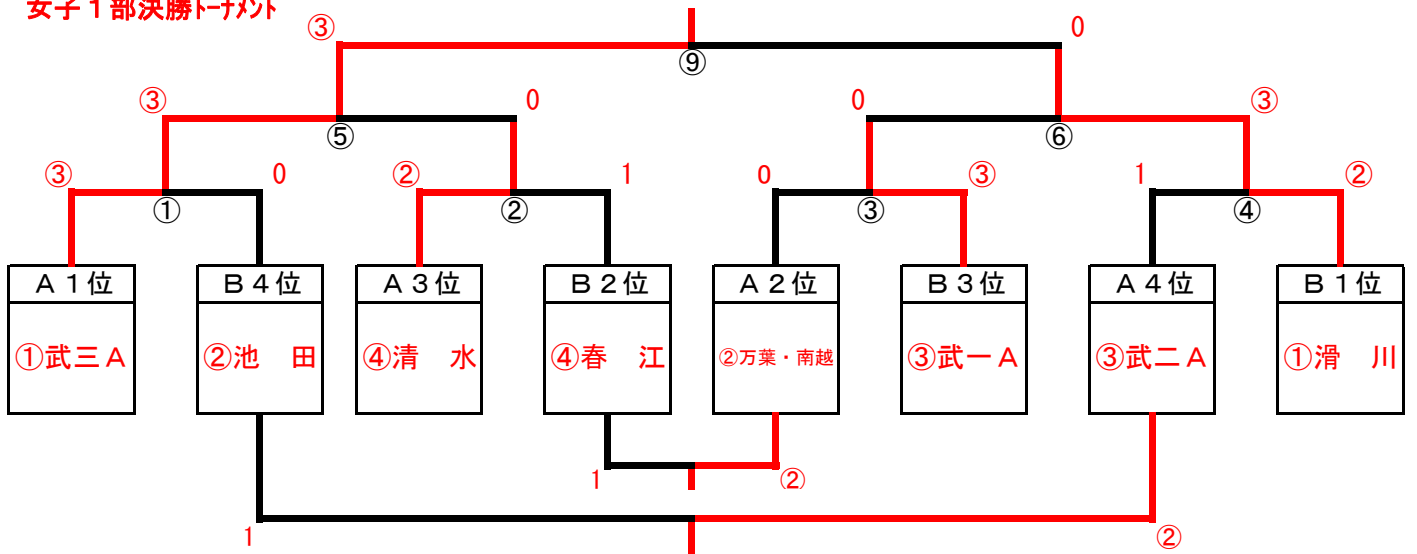 女子１部決勝トーナメント
③ 0
⑨
③ 0 0 ③
⑤ ⑥
③ 0 ② 1 0 ③ 1 ②
① ② ③ ④
Ａ１位 Ｂ４位 Ａ３位 Ｂ２位 Ａ２位 Ｂ３位 Ａ４位 Ｂ１位
①武三Ａ ②池　田 ④清　水 ④春　江 ②万葉・南越 ③武一Ａ ③武二Ａ ①滑　川
1 ②
1 ②